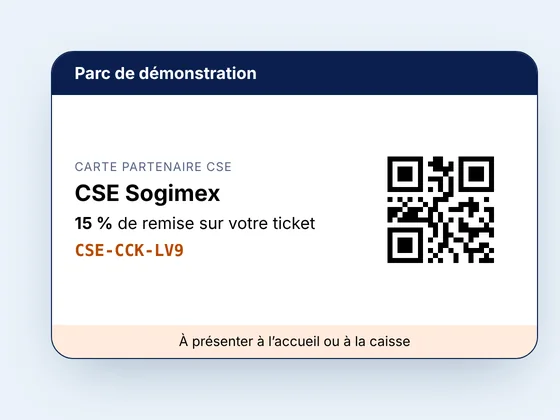 Parc de démonstration
CARTE PARTENAIRE CSE
CSE Sogimex
15 % de remise sur votre ticket
CSE-CCK-LV9
À présenter à l’accueil ou à la caisse